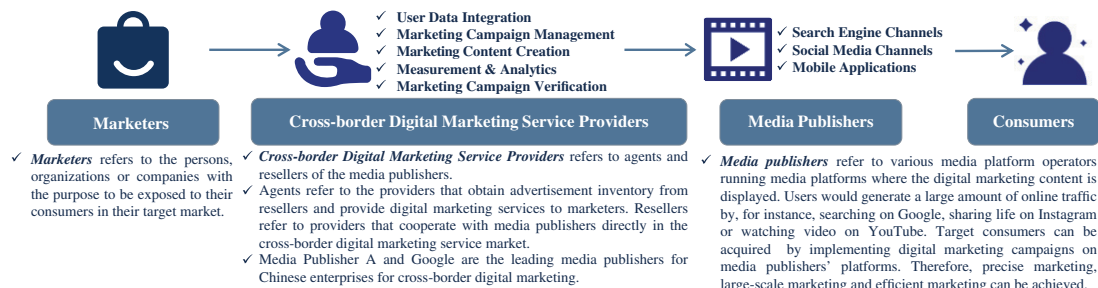 User Data Integration
Marketing Campaign Management
Marketing Content Creation
Measurement & Analytics
Marketing Campaign Verification
Search Engine Channels
Social Media Channels
Mobile Applications
Marketers
Cross-border Digital Marketing Service Providers
Media Publishers
Consumers
Marketers refers to the persons,
organizations or companies with
the purpose to be exposed to their
consumers in their target market.
Cross-border Digital Marketing Service Providers refers to agents and
resellers of the media publishers.
Agents refer to the providers that obtain advertisement inventory from
resellers and provide digital marketing services to marketers. Resellers
refer to providers that cooperate with media publishers directly in the
cross-border digital marketing service market.
Media Publisher A and Google are the leading media publishers for
Chinese enterprises for cross-border digital marketing.
Media publishers refer to various media platform operators
running media platforms where the digital marketing content is
displayed. Users would generate a large amount of online traffic
by, for instance, searching on Google, sharing life on Instagram
or watching video on YouTube. Target consumers can be
acquired by implementing digital marketing campaigns on
media publishers' platforms. Therefore, precise marketing,
large-scale marketing and efficient marketing can be achieved.